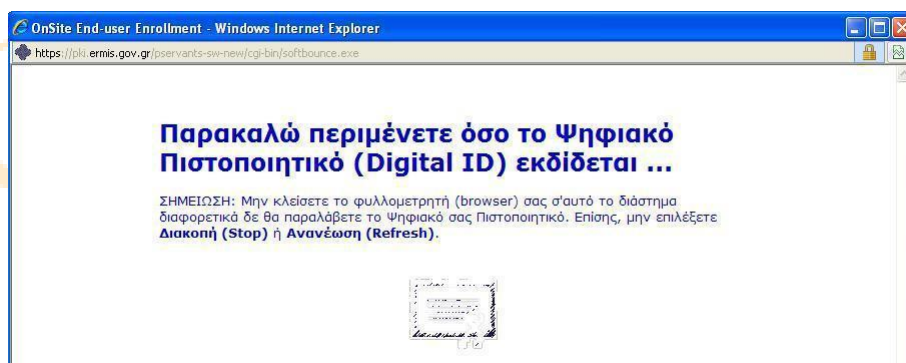 OnSite End-user Enrollment - Windows Internet Explorer
https://pki.ermis.gov.gr/pservants-sw-new/cgi-bin/softbounce.exe
Παρακαλώ περιμένετε όσο το Ψηφιακό
Πιστοποιητικό (Digital ID) εκδίδεται ...
ΣΗΜΕΙΩΣΗ: Μην κλείσετε το φυλλομετρητή (browser) σας σ'αυτό το διάστημα
διαφορετικά δε θα παραλάβετε το Ψηφιακό σας Πιστοποιητικό. Επίσης, μην επιλέξετε
Διακοπή (Stop) ή Ανανέωση (Refresh).